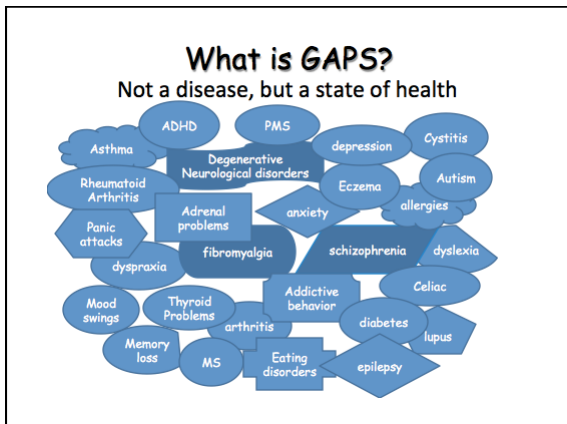 What is GAPS?
Not a disease, but a state of health
ADHD
PMS
Asthma
depression
Cystitis
Degenerative
Neurological disorders
Rheumatoid
Arthritis
Eczema
Autism
allergies
Adrenal
problems
anxiety
Panic
attacks
fibromyalgia
schizophrenia
dyslexia
dyspraxia
Addictive
behavior
Celiac
Mood
swings
Thyroid
Problems
arthritis
diabetes
lupus
Memory
loss
MS
Eating
disorders
epilepsy